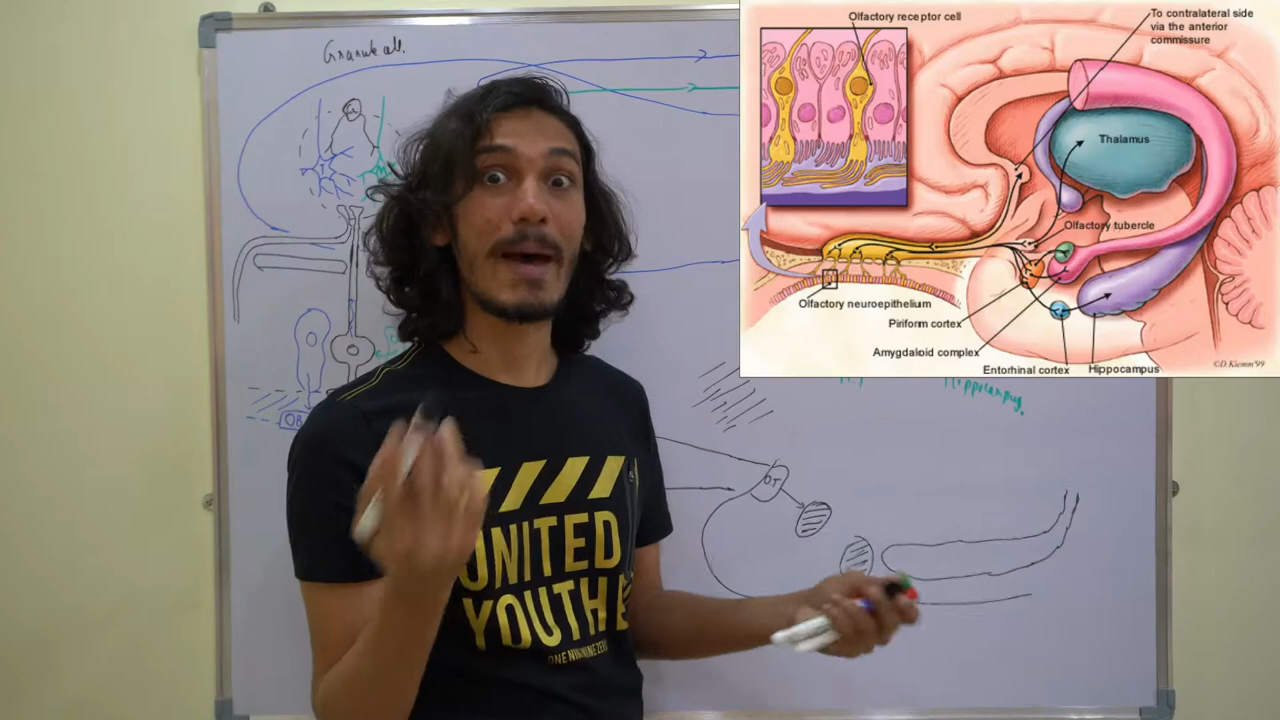 Granule cell.
Olfactory receptor cell
To contralateral side
via the anterior
commissure
Thalamus
Olfactory tubercle
Olfactory neuroepithelium
Piriform cortex
Amygdaloid complex
Entorhinal cortex
Hippocampus
©D.Klemm'99
Hippocampus.
OB
OT
UNITED
YOUTH